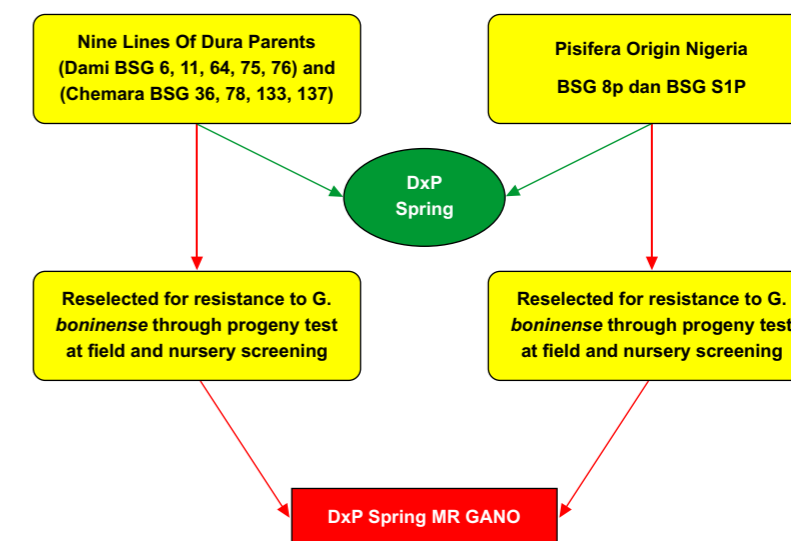 Nine Lines Of Dura Parents
(Dami BSG 6, 11, 64, 75, 76) and
(Chemara BSG 36, 78, 133, 137)
Pisifera Origin Nigeria
BSG 8p dan BSG S1P
DxP
Spring
Reselected for resistance to G.
boninense through progeny test
at field and nursery screening
Reselected for resistance to G.
boninense through progeny test
at field and nursery screening
DxP Spring MR GANO